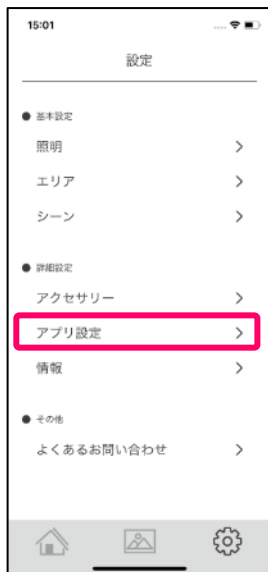 15:01
設定
● 基本設定
照明
エリア
シーン
● 詳細設定
アクセサリー
アプリ設定
情報
● その他
よくあるお問い合わせ